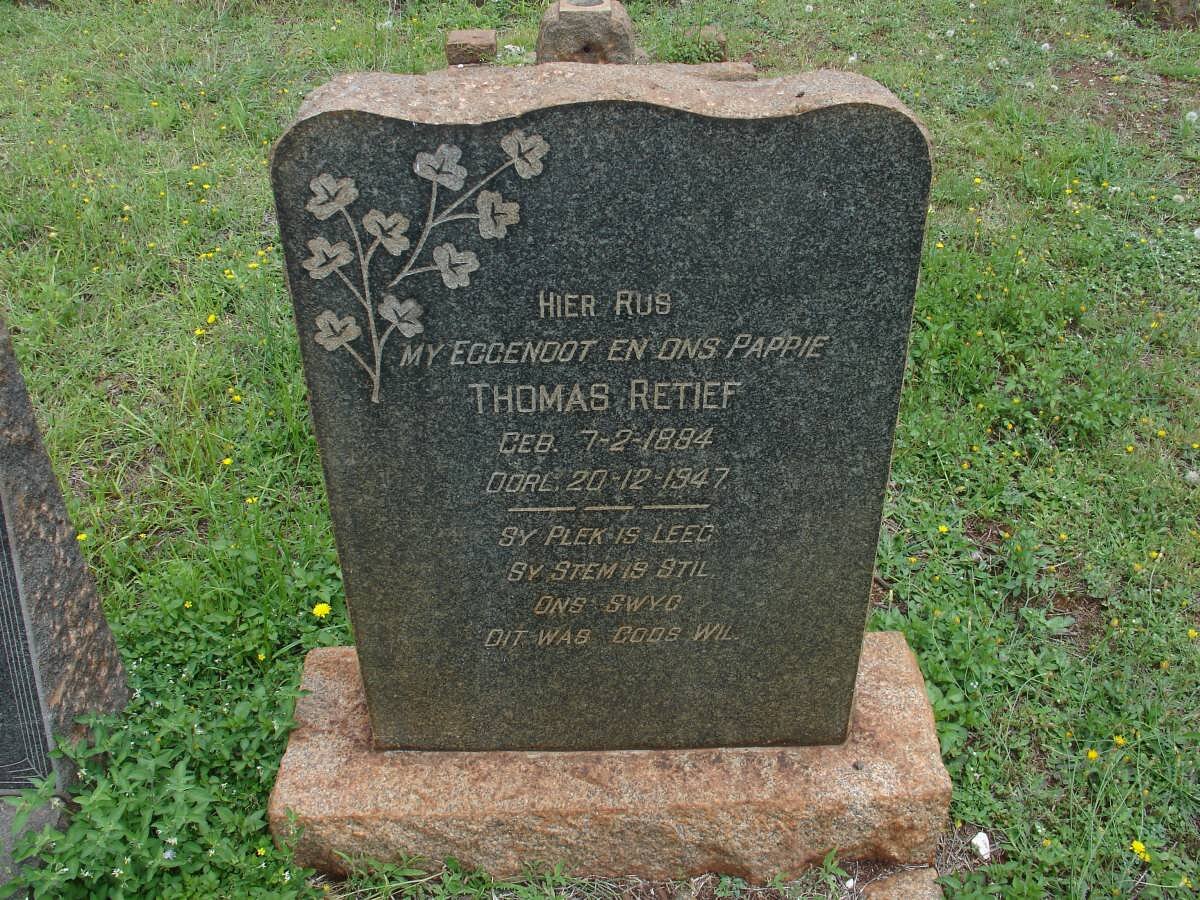 HIER RUS
MY EGGENOOT EN ONS PAPPIE
THOMAS RETIEF
GEB. 7-2-1884
OORL. 20-12-1947
SY PLEK IS LEEG
SY STEM IS STIL
ONS SWYG
DIT WAS GODS WIL.